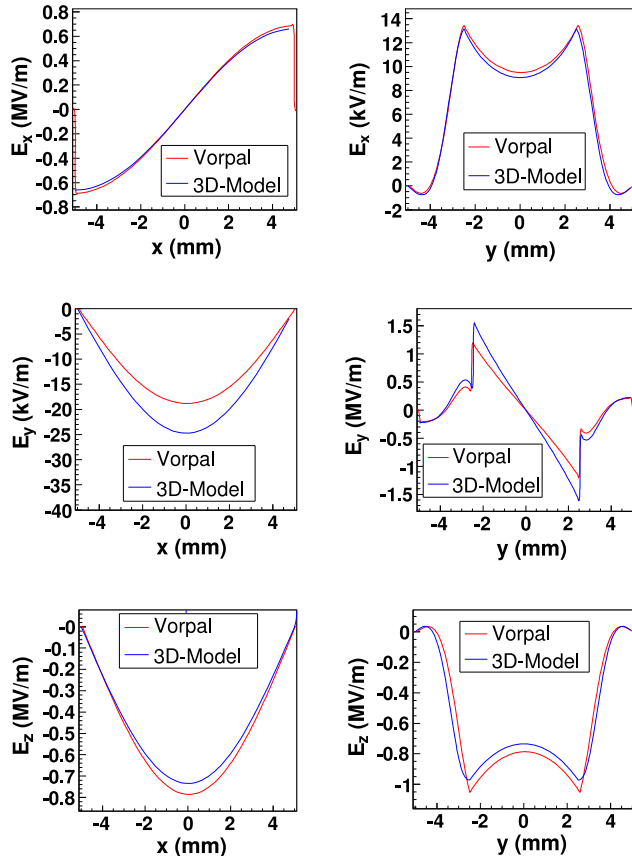 E_x (MV/m)
0.8
0.6
0.4
0.2
-0
-0.2
-0.4
-0.6
-0.8
Vorpal
3D-Model
-4 -2 0 2 4
x (mm)
E_x (kV/m)
14
12
10
8
6
4
2
0
-2
Vorpal
3D-Model
-4 -2 0 2 4
y (mm)
E_y (kV/m)
0
-5
-10
-15
-20
-25
-30
-35
-40
Vorpal
3D-Model
-4 -2 0 2 4
x (mm)
E_y (MV/m)
1.5
1
0.5
0
-0.5
-1
-1.5
Vorpal
3D-Model
-4 -2 0 2 4
y (mm)
E_z (MV/m)
-0
-0.1
-0.2
-0.3
-0.4
-0.5
-0.6
-0.7
-0.8
Vorpal
3D-Model
-4 -2 0 2 4
x (mm)
E_z (MV/m)
0
-0.2
-0.4
-0.6
-0.8
-1
Vorpal
3D-Model
-4 -2 0 2 4
y (mm)